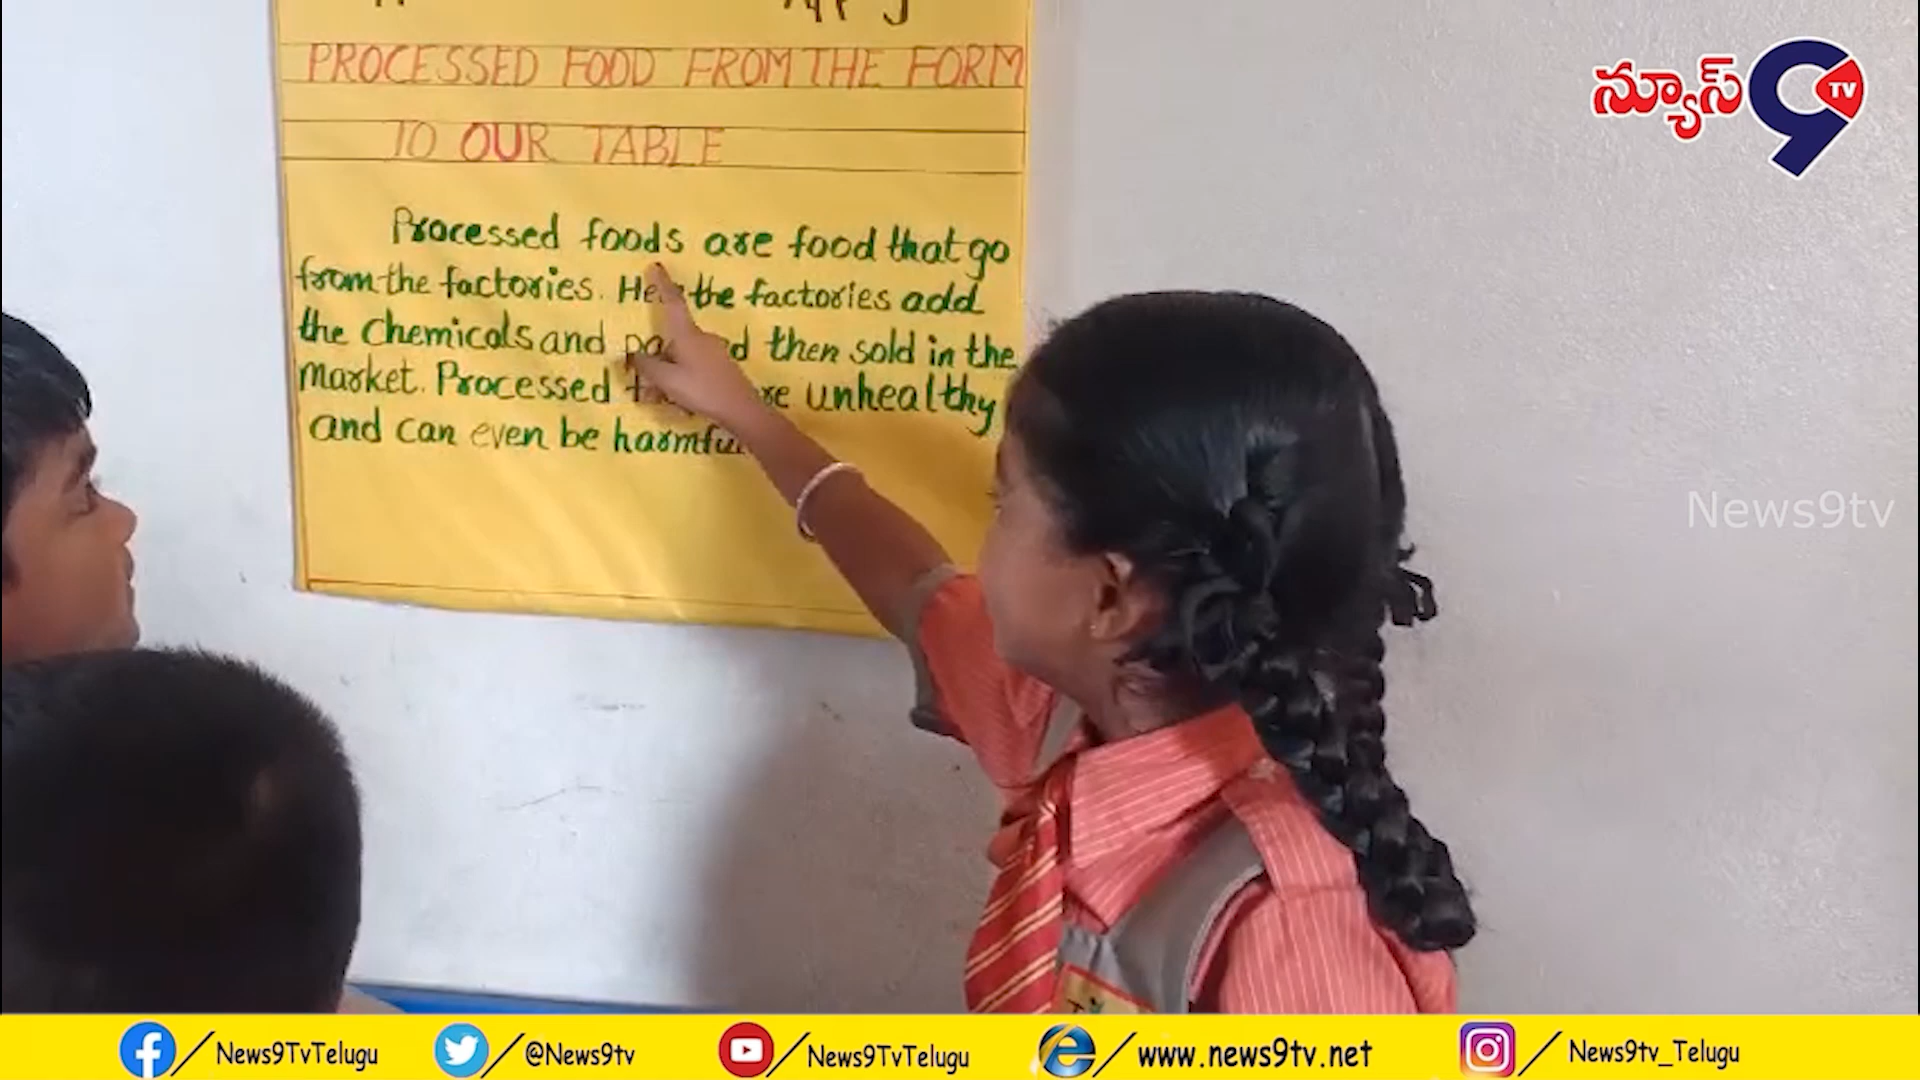 PROCESSED FOOD FROM THE FORM
TO OUR TABLE
Processed foods are food that go
from the factories. the factories add
the chemicals and then sold in the
market. Processed unhealthy
and can even be harmful
న్యూస్ 9 TV
News9tv
/News9TvTelugu /@News9tv /News9TvTelugu /www.news9tv.net /News9tv_Telugu